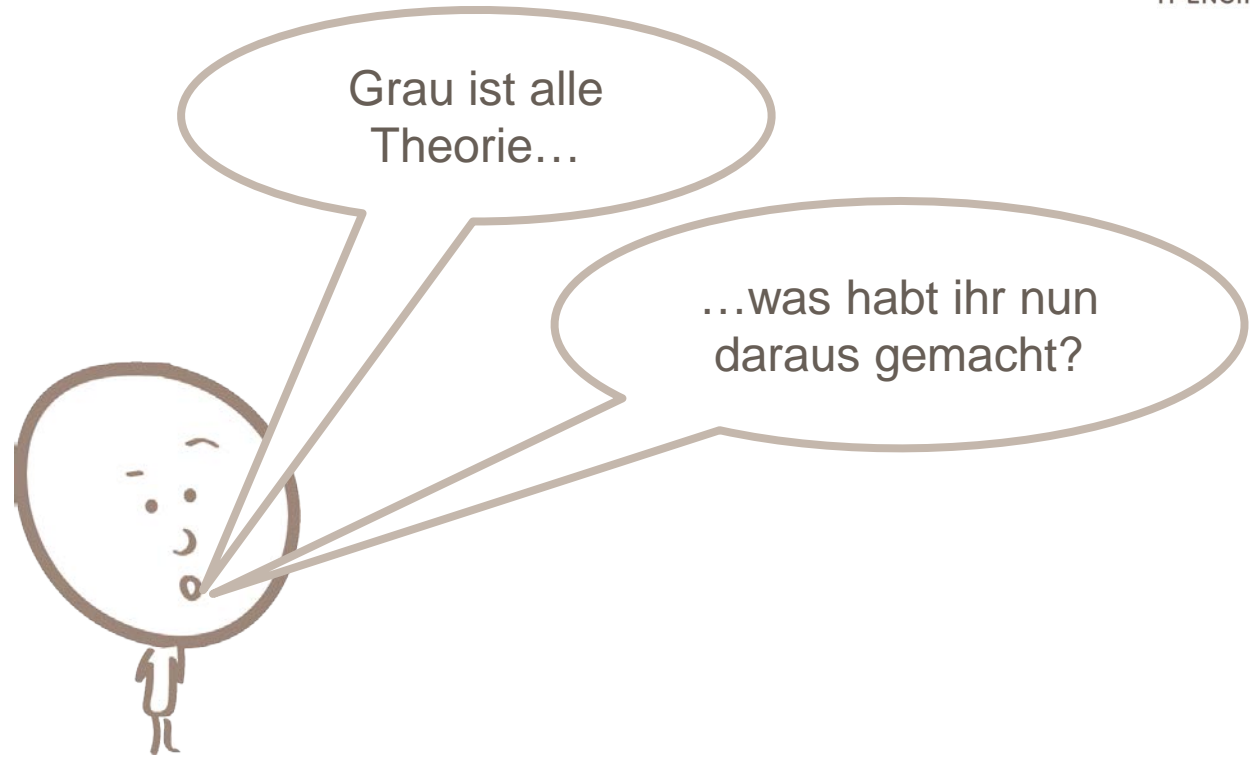 Grau ist alle
Theorie…
…was habt ihr nun
daraus gemacht?